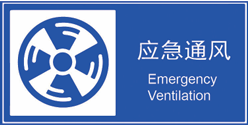 应急通风
Emergency
Ventilation